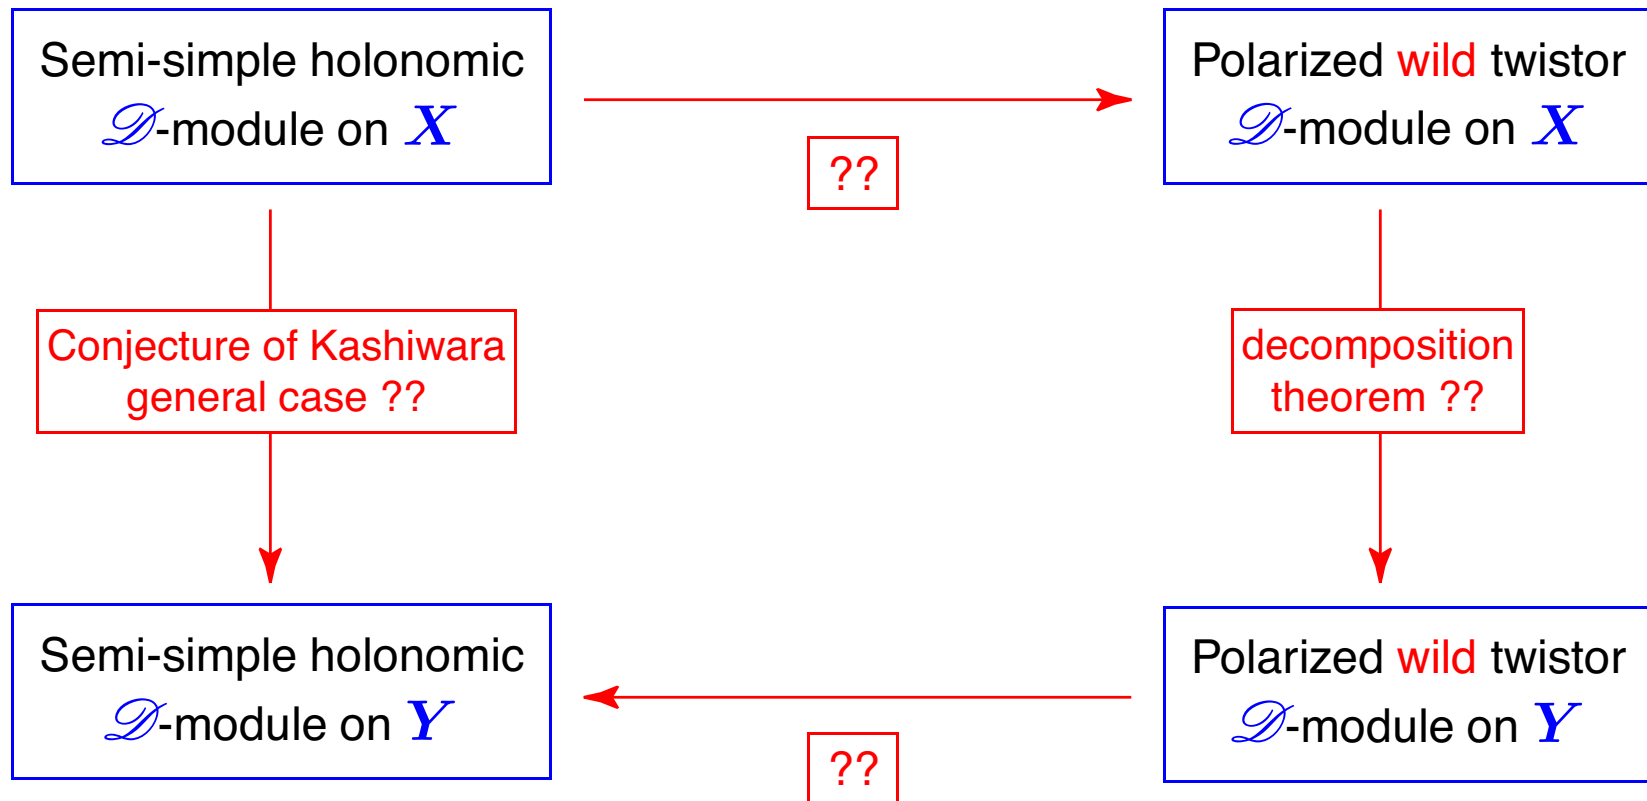 Semi-simple holonomic
𝒟-module on X
??
Polarized wild twistor
𝒟-module on X
Conjecture of Kashiwara
general case ??
decomposition
theorem ??
Semi-simple holonomic
𝒟-module on Y
??
Polarized wild twistor
𝒟-module on Y